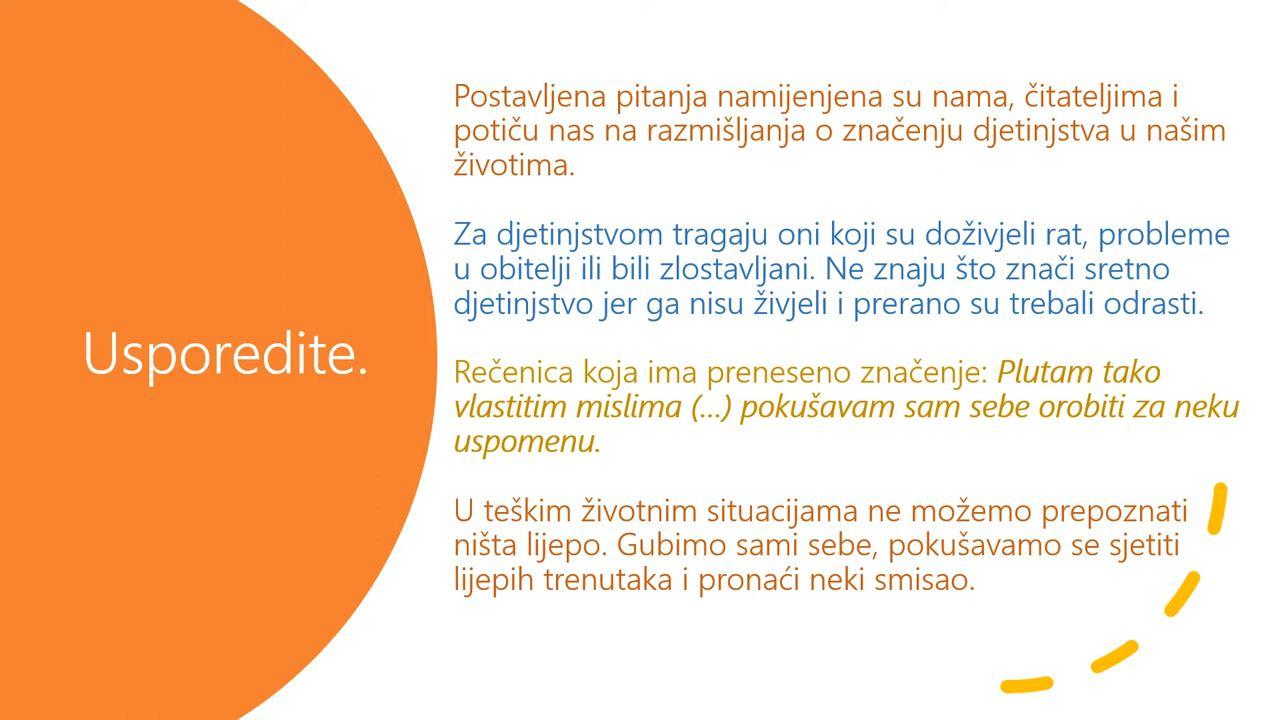 Usporedite.
Postavljena pitanja namijenjena su nama, čitateljima i
potiču nas na razmišljanja o značenju djetinjstva u našim
životima.
Za djetinjstvom tragaju oni koji su doživjeli rat, probleme
u obitelji ili bili zlostavljani. Ne znaju što znači sretno
djetinjstvo jer ga nisu živjeli i prerano su trebali odrasti.
Rečenica koja ima preneseno značenje: Plutam tako
vlastitim mislima (...) pokušavam sam sebe orobiti za neku
uspomenu.
U teškim životnim situacijama ne možemo prepoznati
ništa lijepo. Gubimo sami sebe, pokušavamo se sjetiti
lijepih trenutaka i pronaći neki smisao.